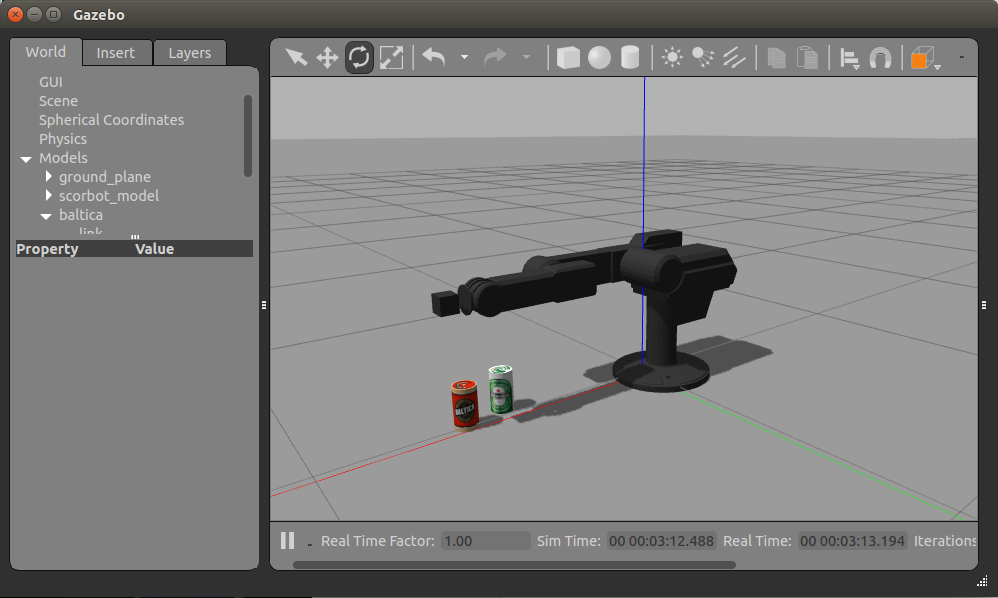 Gazebo
World Insert Layers
GUI
Scene
Spherical Coordinates
Physics
Models
ground_plane
scorbot_model
baltica
link
Property Value
BALTICA
Real Time Factor: 1.00 Sim Time: 00 00:03:12.488 Real Time: 00 00:03:13.194 Iterations